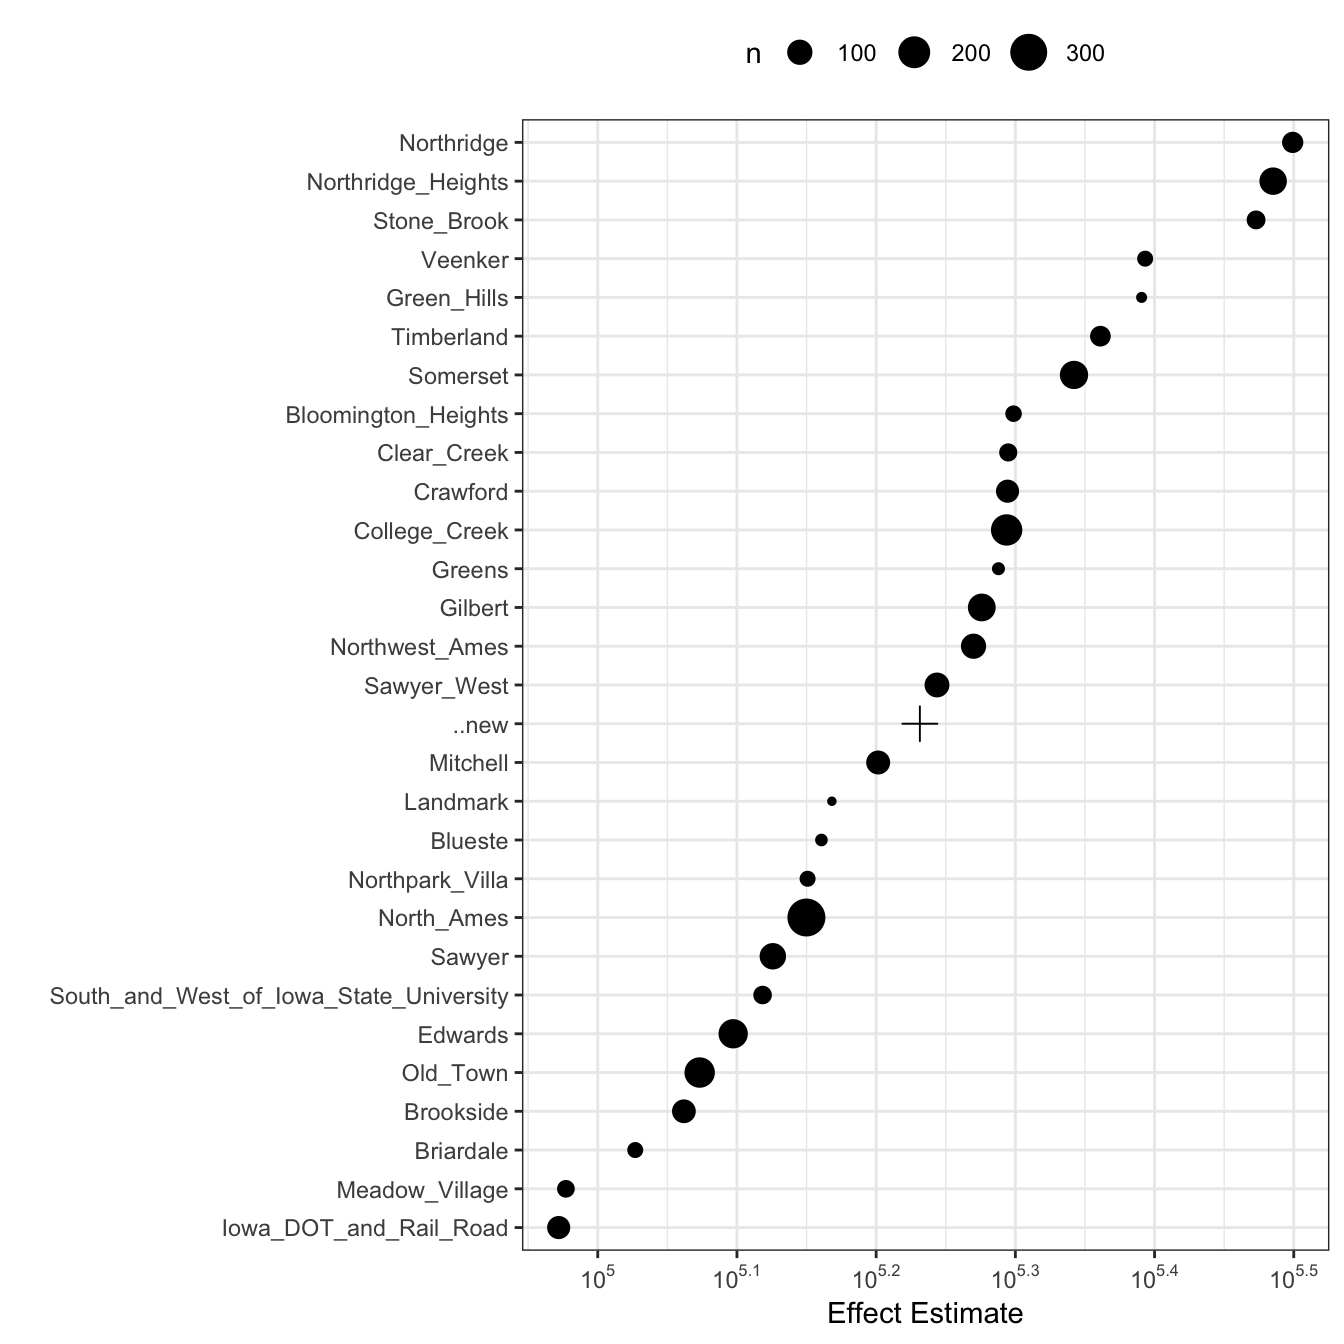 n 100 200 300
Northridge
Northridge_Heights
Stone_Brook
Veenker
Green_Hills
Timberland
Somerset
Bloomington_Heights
Clear_Creek
Crawford
College_Creek
Greens
Gilbert
Northwest_Ames
Sawyer_West
..new
Mitchell
Landmark
Blueste
Northpark_Villa
North_Ames
Sawyer
South_and_West_of_Iowa_State_University
Edwards
Old_Town
Brookside
Briardale
Meadow_Village
Iowa_DOT_and_Rail_Road
10^5 10^5.1 10^5.2 10^5.3 10^5.4 10^5.5
Effect Estimate